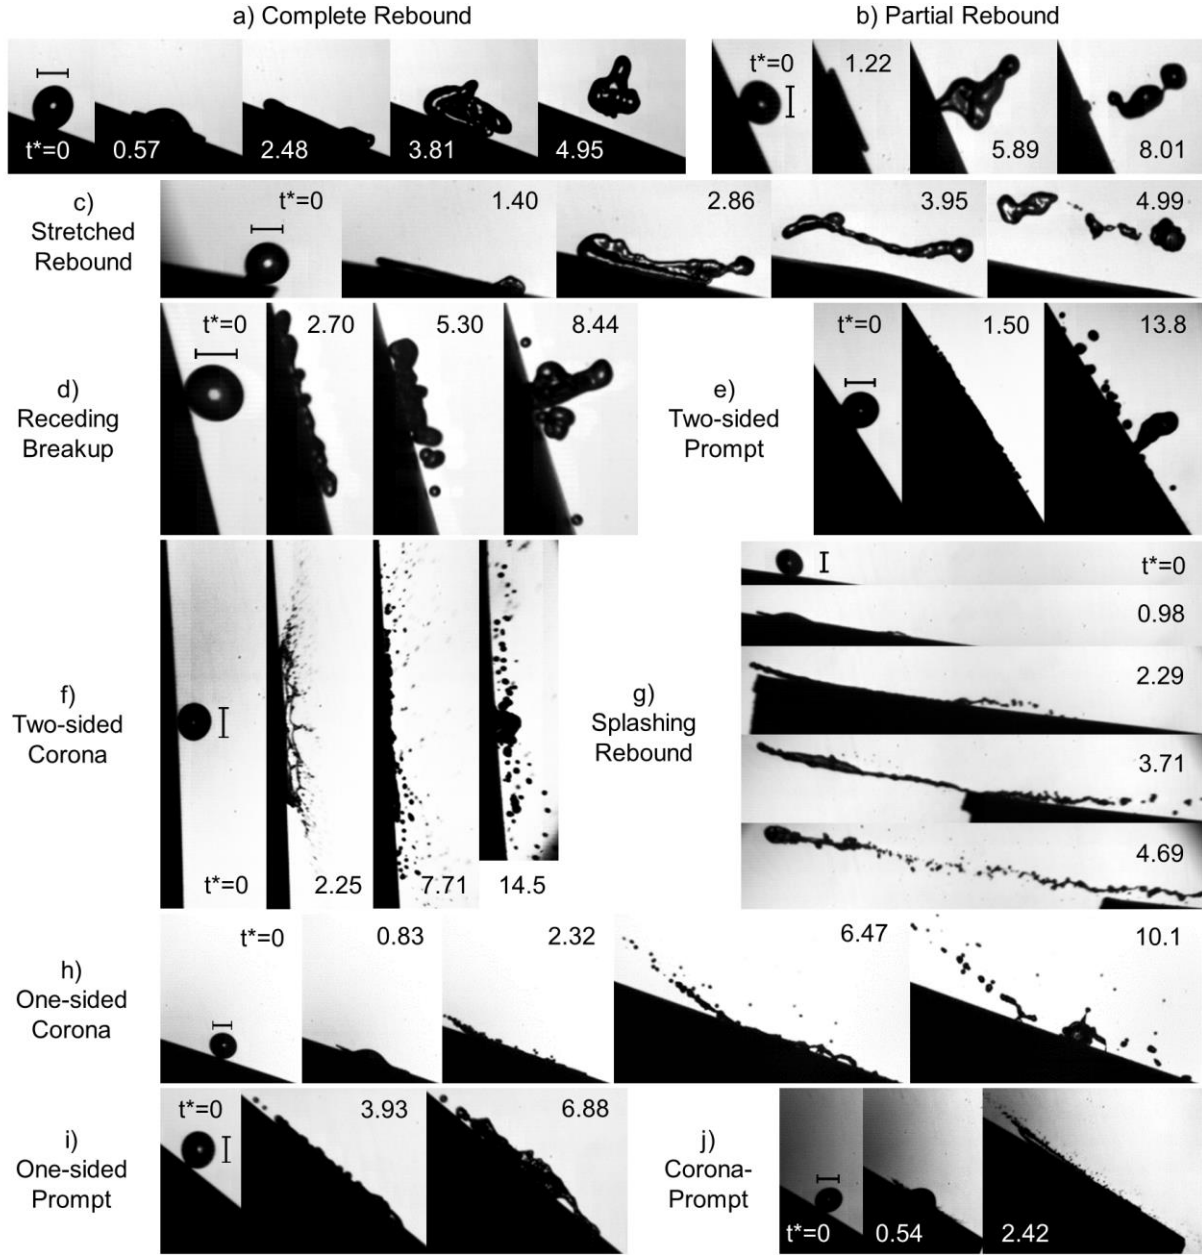 a) Complete Rebound
b) Partial Rebound
t*=0
0.57
2.48
3.81
4.95
t*=0
1.22
5.89
8.01
c)
Stretched
Rebound
t*=0
1.40
2.86
3.95
4.99
d)
Receding
Breakup
t*=0
2.70
5.30
8.44
e)
Two-sided
Prompt
t*=0
1.50
13.8
f)
Two-sided
Corona
t*=0
2.25
7.71
14.5
g)
Splashing
Rebound
t*=0
0.98
2.29
3.71
4.69
h)
One-sided
Corona
t*=0
0.83
2.32
6.47
10.1
i)
One-sided
Prompt
t*=0
3.93
6.88
j)
Corona-
Prompt
t*=0
0.54
2.42